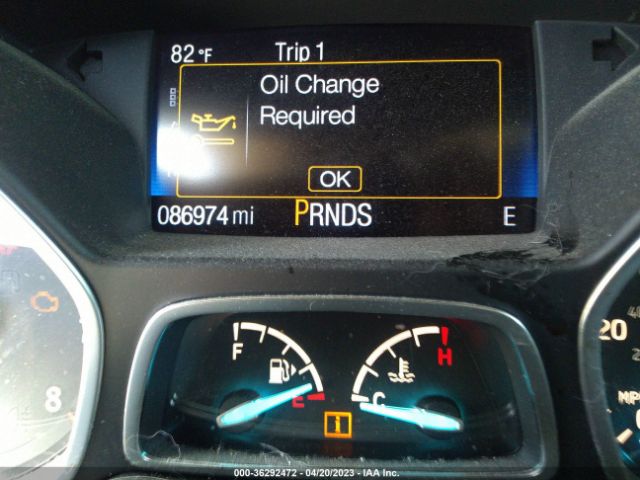 82 °F Trip 1
Oil Change
Required
OK
086974 mi PRNDS E
F H
E C
i
8
20
MP
000-36292472 - 04/20/2023 - IAA Inc.